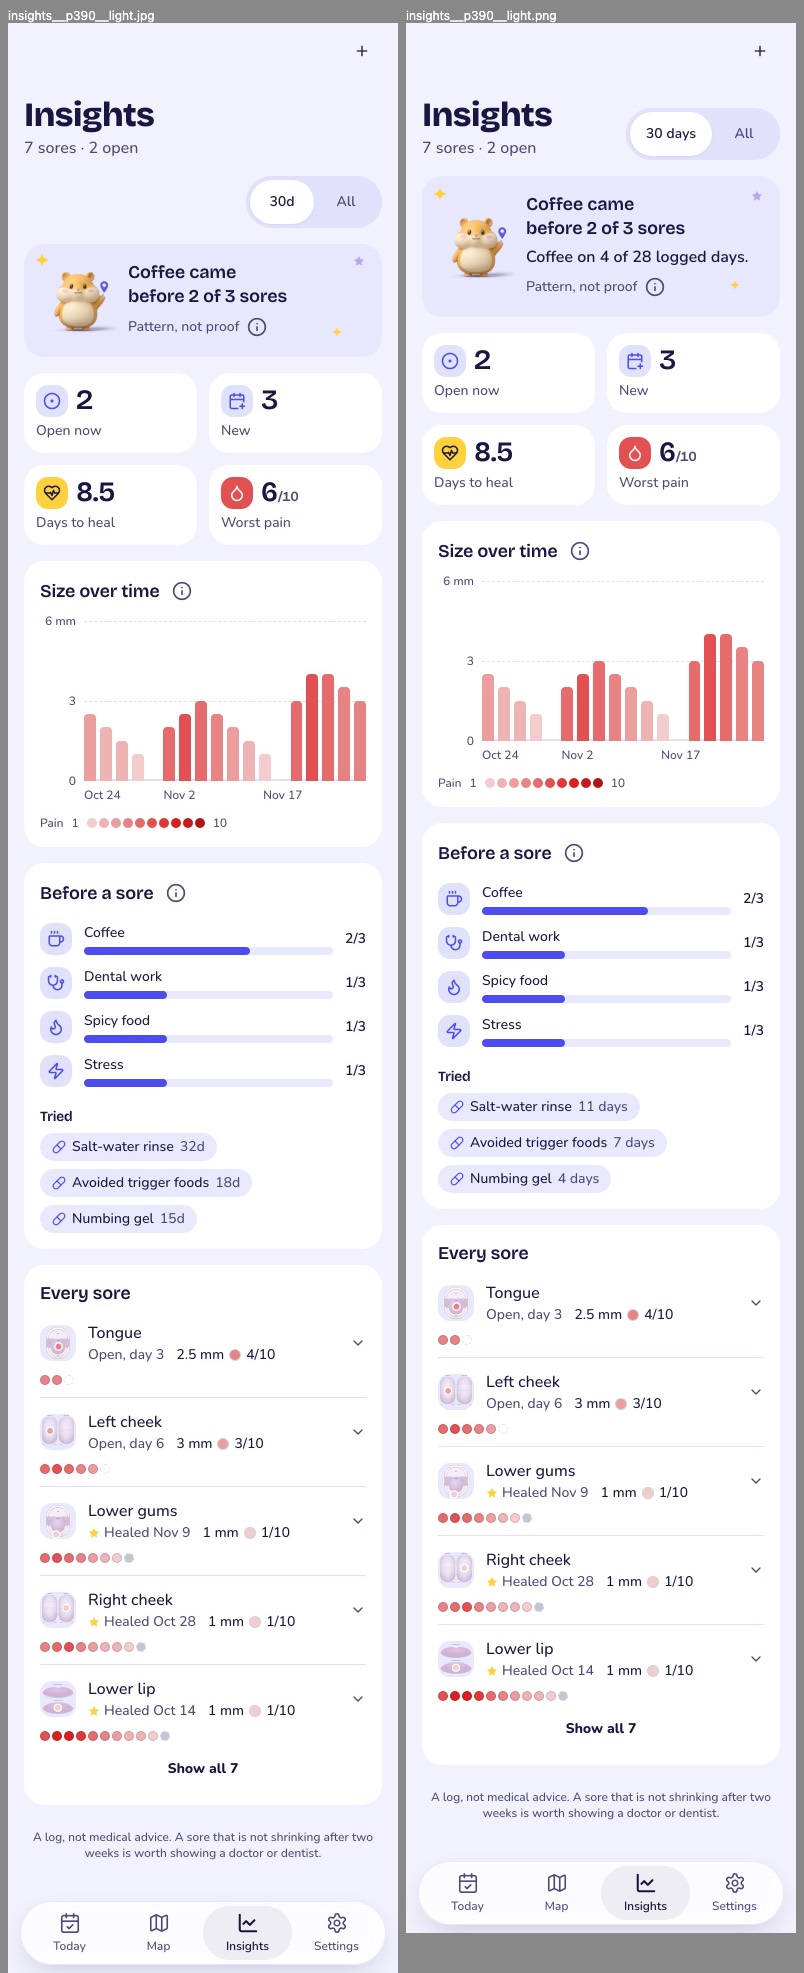 insights__p390__light.jpg
Insights
7 sores · 2 open
30d All
Coffee came
before 2 of 3 sores
Pattern, not proof
2
Open now
3
New
8.5
Days to heal
6/10
Worst pain
Size over time
6 mm
3
0
Oct 24 Nov 2 Nov 17
Pain 1 10
Before a sore
Coffee 2/3
Dental work 1/3
Spicy food 1/3
Stress 1/3
Tried
Salt-water rinse 32d
Avoided trigger foods 18d
Numbing gel 15d
Every sore
Tongue
Open, day 3 2.5 mm 4/10
Left cheek
Open, day 6 3 mm 3/10
Lower gums
Healed Nov 9 1 mm 1/10
Right cheek
Healed Oct 28 1 mm 1/10
Lower lip
Healed Oct 14 1 mm 1/10
Show all 7
A log, not medical advice. A sore that is not shrinking after two
weeks is worth showing a doctor or dentist.
Today Map Insights Settings
insights__p390__light.png
Insights
7 sores · 2 open
30 days All
Coffee came
before 2 of 3 sores
Coffee on 4 of 28 logged days.
Pattern, not proof
2
Open now
3
New
8.5
Days to heal
6/10
Worst pain
Size over time
6 mm
3
0
Oct 24 Nov 2 Nov 17
Pain 1 10
Before a sore
Coffee 2/3
Dental work 1/3
Spicy food 1/3
Stress 1/3
Tried
Salt-water rinse 11 days
Avoided trigger foods 7 days
Numbing gel 4 days
Every sore
Tongue
Open, day 3 2.5 mm 4/10
Left cheek
Open, day 6 3 mm 3/10
Lower gums
Healed Nov 9 1 mm 1/10
Right cheek
Healed Oct 28 1 mm 1/10
Lower lip
Healed Oct 14 1 mm 1/10
Show all 7
A log, not medical advice. A sore that is not shrinking after two
weeks is worth showing a doctor or dentist.
Today Map Insights Settings